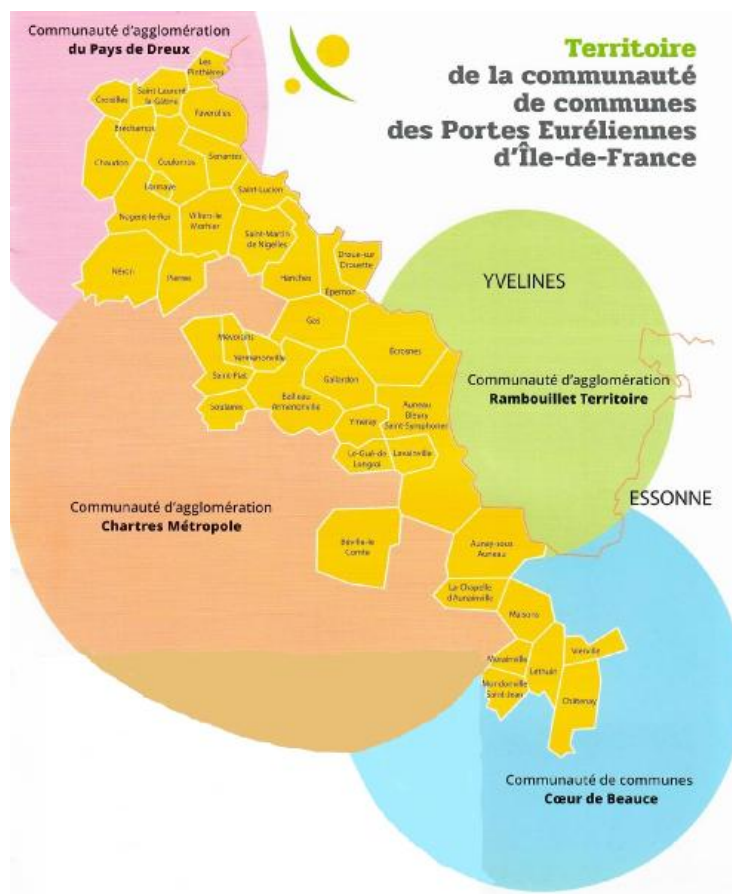 Communauté d'agglomération
du Pays de Dreux
Territoire
de la communauté
de communes
des Portes Euréliennes
d'Île-de-France
Les
Pinthières
Saint-Laurent
la-Gâtine
Croisilles
Faverolles
Bréchamps
Senantes
Chaudon
Coulombs
Lormaye
Saint-Lucien
Nogent-le-Roi
Villiers-le
Morhier
Saint-Martin
de Nigelles
Droue-sur
Drouette
Néron
Pierres
Hanches
Épernon
YVELINES
Gas
Mévoisins
Écrosnes
Yermenonville
Saint-Piat
Gallardon
Communauté d'agglomération
Rambouillet Territoire
Soulaires
Bailleau
Armenonville
Auneau
Bleury
Saint-Symphorien
Ymeray
Le-Gué-de
Longroi
Levainville
ESSONNE
Communauté d'agglomération
Chartres Métropole
Béville-le
Comte
Aunay-sous
Auneau
La-Chapelle
d'Aunainville
Maisons
Vierville
Morainville
Léthuin
Mondonville
Saint-Jean
Châtenay
Communauté de communes
Cœur de Beauce